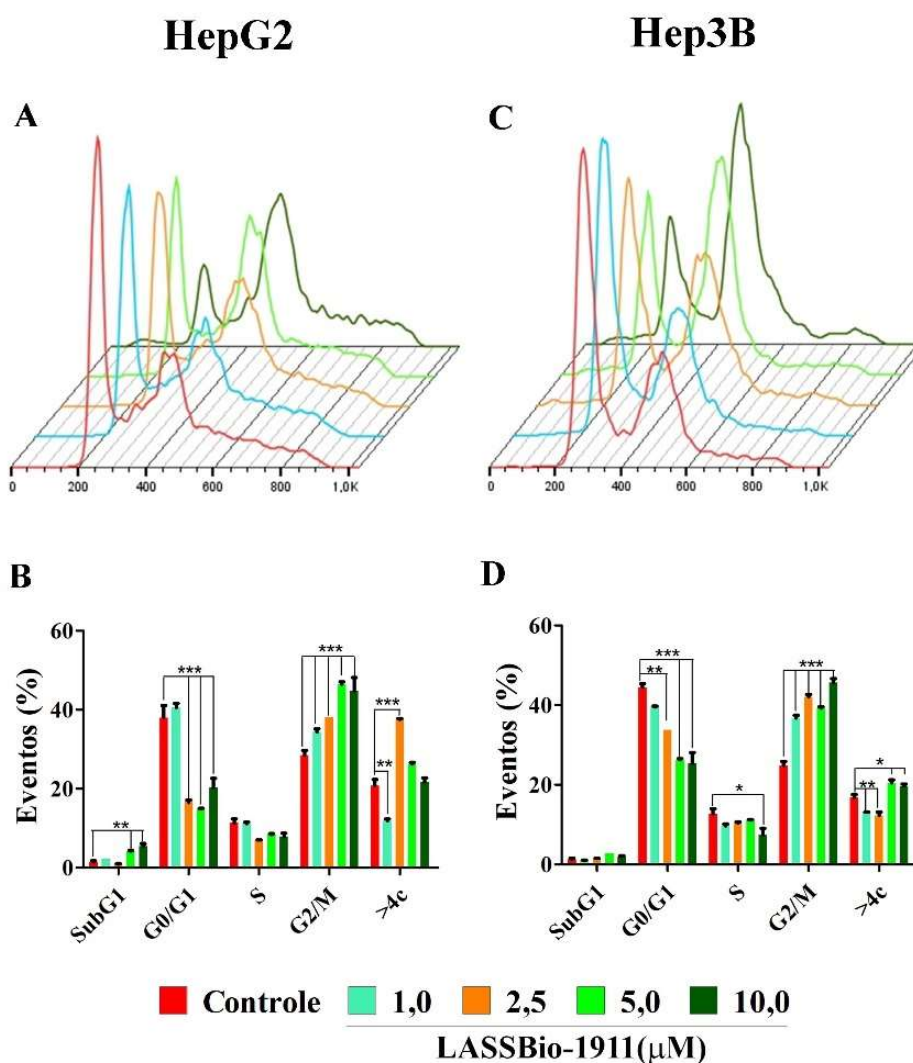 HepG2 Hep3B
A C
0 200 400 600 800 1,0K 0 200 400 600 800 1,0K
B D
Eventos (%) Eventos (%)
60 60
** *** *** *** ** *** ** * *** * **
40 40
20 20
0 0
SubG1 G0/G1 S G2/M >4c SubG1 G0/G1 S G2/M >4c
Controle 1,0 2,5 5,0 10,0
LASSBio-1911(μM)